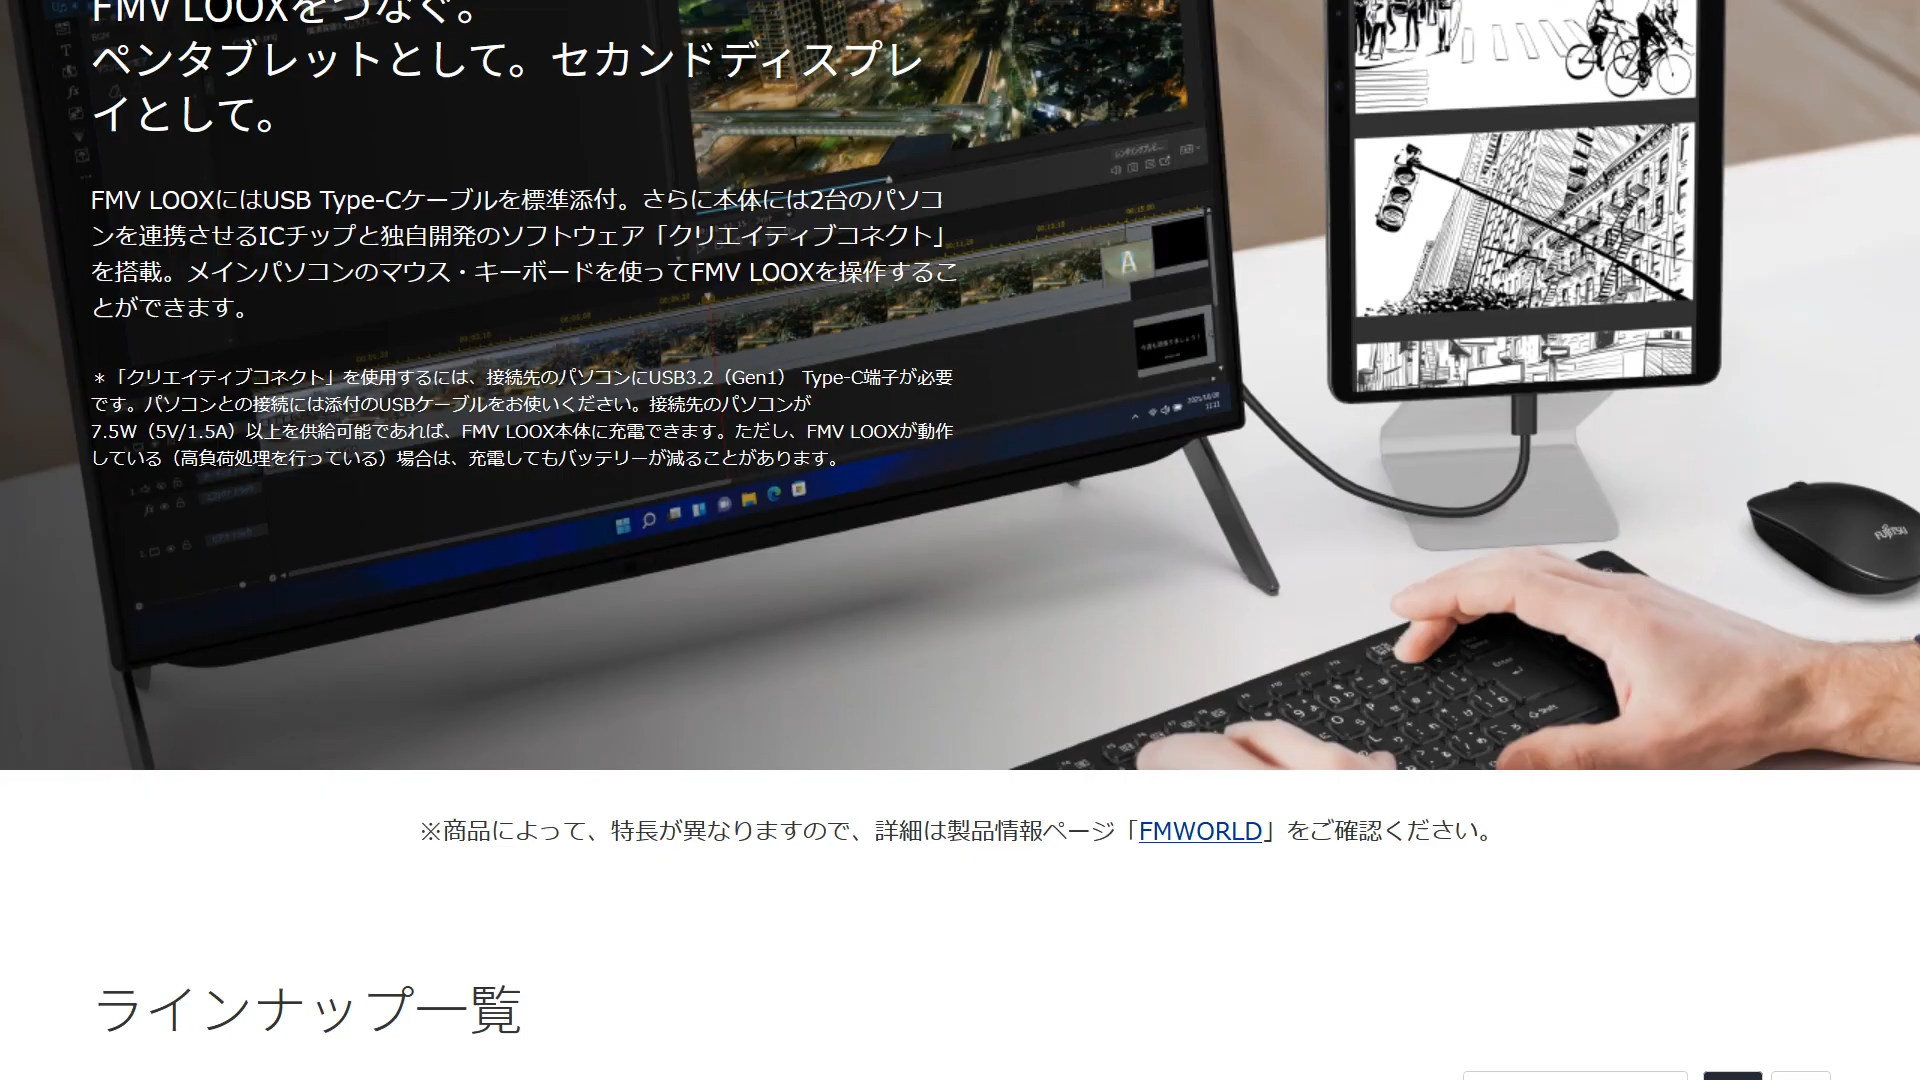 FMV LOOXをつなぐ。
ペンタブレットとして。セカンドディスプレ
イとして。
FMV LOOXにはUSB Type-Cケーブルを標準添付。さらに本体には2台のパソコ
ンを連携させるICチップと独自開発のソフトウェア「クリエイティブコネクト」
を搭載。メインパソコンのマウス・キーボードを使ってFMV LOOXを操作するこ
とができます。
＊「クリエイティブコネクト」を使用するには、接続先のパソコンにUSB3.2（Gen1） Type-C端子が必要
です。パソコンとの接続には添付のUSBケーブルをお使いください。接続先のパソコンが
7.5W（5V/1.5A）以上を供給可能であれば、FMV LOOX本体に充電できます。ただし、FMV LOOXが動作
している（高負荷処理を行っている）場合は、充電してもバッテリーが減ることがあります。
A
FUJITSU
※商品によって、特長が異なりますので、詳細は製品情報ページ「FMWORLD」をご確認ください。
ラインナップ一覧